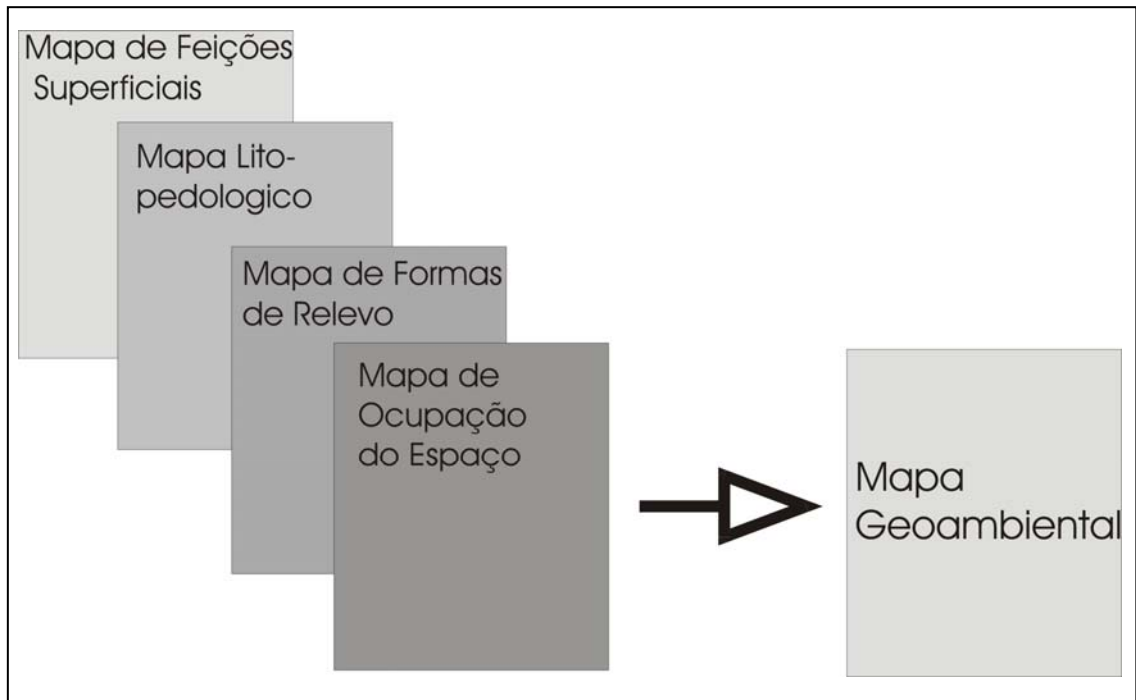 Mapa de Feições
Superficiais
Mapa Lito-
pedologico
Mapa de Formas
de Relevo
Mapa de
Ocupação
do Espaço
Mapa
Geoambiental